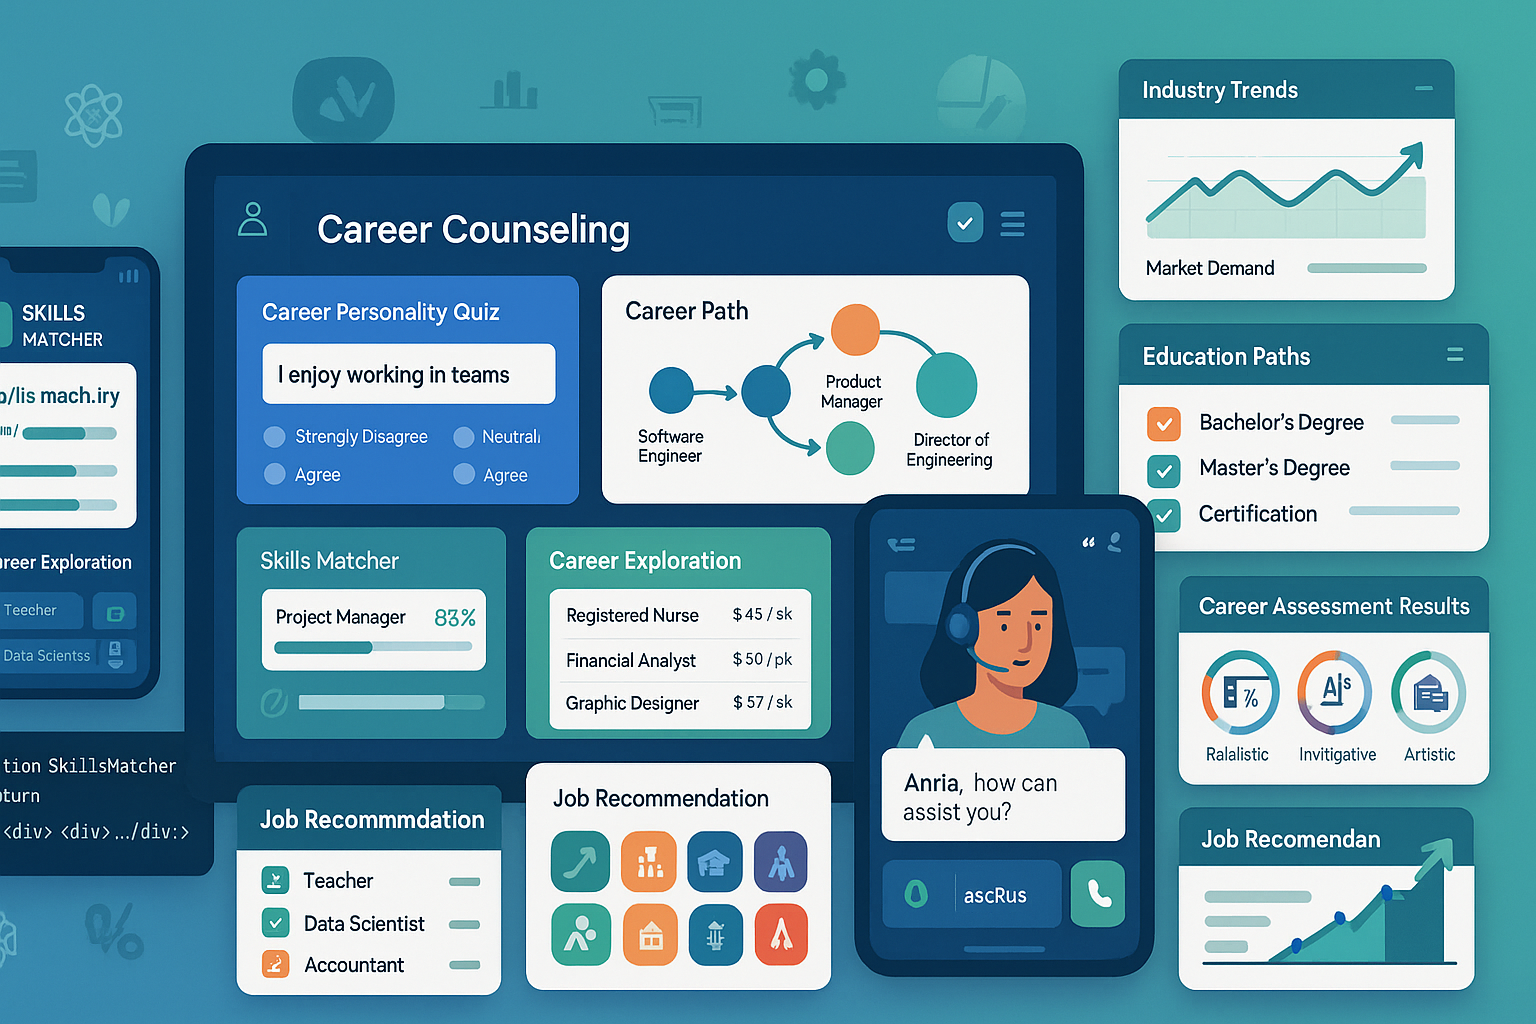 Career Counseling
Career Personality Quiz
I enjoy working in teams
Strengly Disagree
Neutrali
Agree
Agree
Career Path
Software
Engineer
Product
Manager
Director of
Engineering
Skills Matcher
Project Manager 83%
Career Exploration
Registered Nurse $ 45 / sk
Financial Analyst $ 50 / pk
Graphic Designer $ 57 / sk
SKILLS
MATCHER
o/lis mach.iry
reer Exploration
Teecher
Data Scientss
tion SkillsMatcher
turn
<div> <div>.../div:>
Job Recommmdation
Teacher
Data Scientist
Accountant
Job Recommendation
Anria, how can
assist you?
ascRus
Industry Trends
Market Demand
Education Paths
Bachelor's Degree
Master's Degree
Certification
Career Assessment Results
%
A|s
Ralalistic
Invitigative
Artistic
Job Recomendan